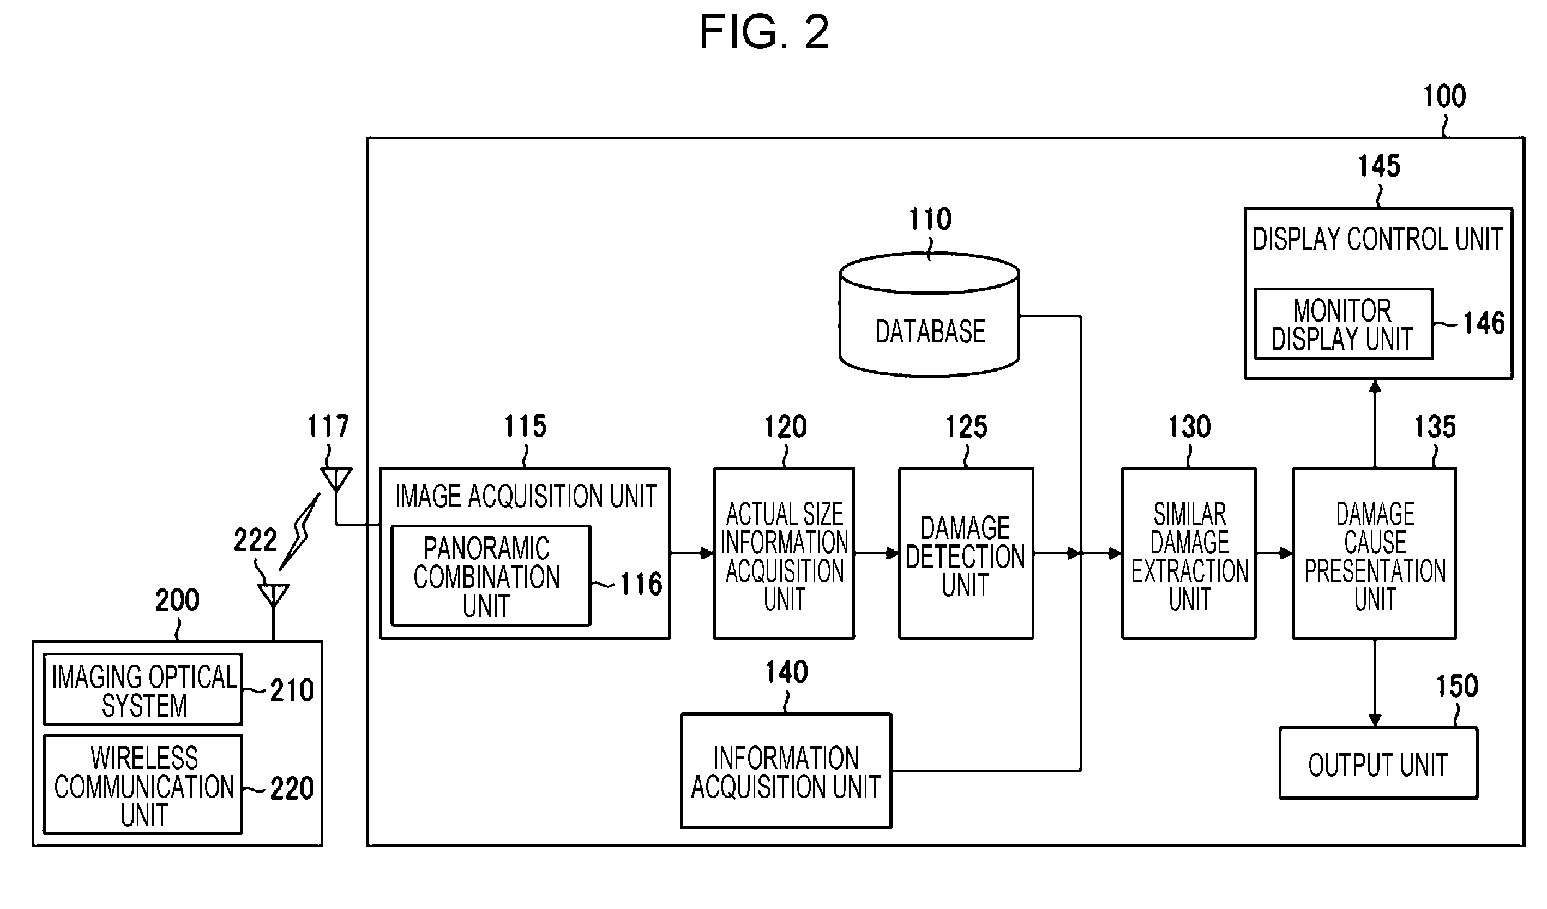 FIG. 2
100
145
DISPLAY CONTROL UNIT
MONITOR
DISPLAY UNIT
146
110
DATABASE
117
115
IMAGE ACQUISITION UNIT
PANORAMIC
COMBINATION
UNIT
116
120
ACTUAL SIZE
INFORMATION
ACQUISITION
UNIT
125
DAMAGE
DETECTION
UNIT
130
SIMILAR
DAMAGE
EXTRACTION
UNIT
135
DAMAGE
CAUSE
PRESENTATION
UNIT
222
200
IMAGING OPTICAL
SYSTEM
210
WIRELESS
COMMUNICATION
UNIT
220
140
INFORMATION
ACQUISITION UNIT
150
OUTPUT UNIT